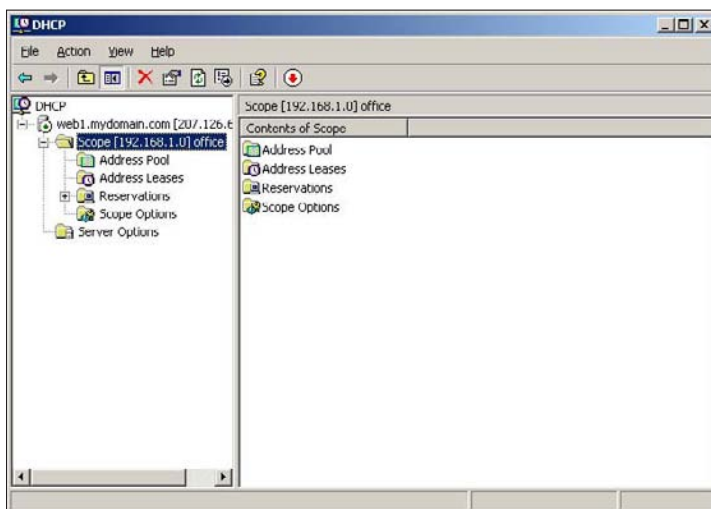 DHCP
File Action View Help
DHCP
web1.mydomain.com [207.126.6
Scope [192.168.1.0] office
Address Pool
Address Leases
Reservations
Scope Options
Server Options
Scope [192.168.1.0] office
Contents of Scope
Address Pool
Address Leases
Reservations
Scope Options